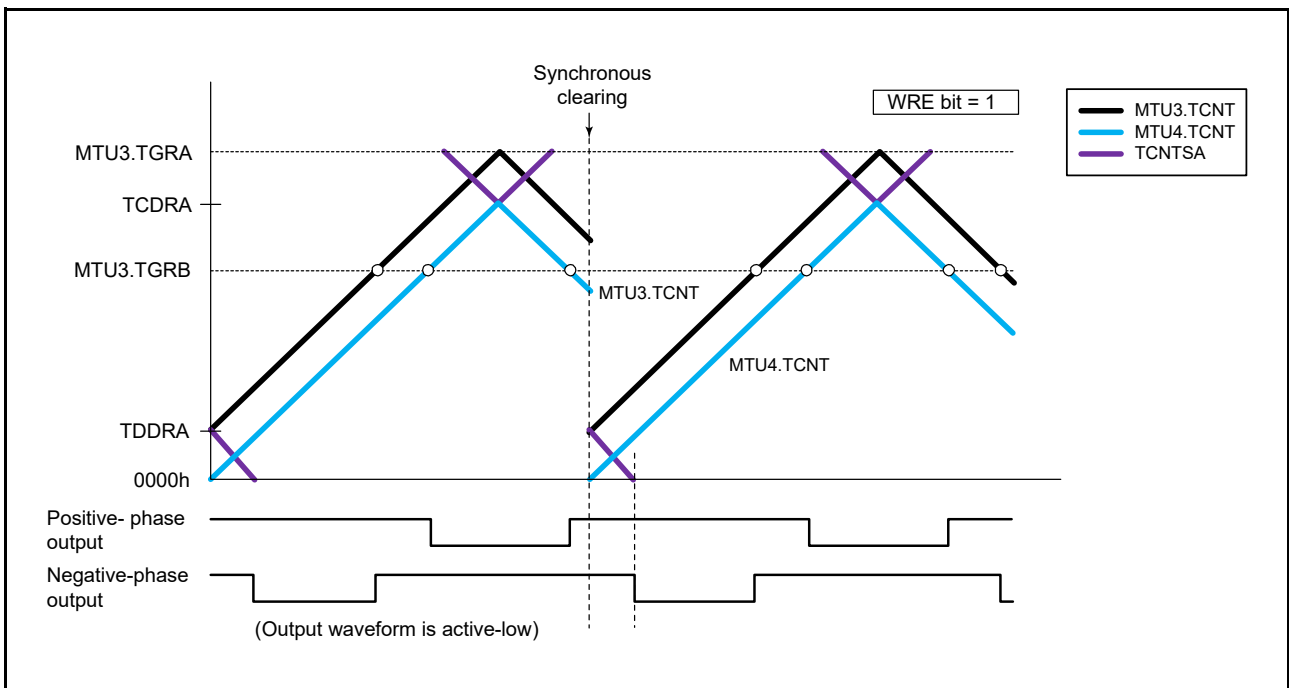 Synchronous
clearing
WRE bit = 1
MTU3.TCNT
MTU4.TCNT
TCNTSA
MTU3.TGRA
TCDRA
MTU3.TGRB
MTU3.TCNT
MTU4.TCNT
TDDRA
0000h
Positive- phase
output
Negative-phase
output
(Output waveform is active-low)